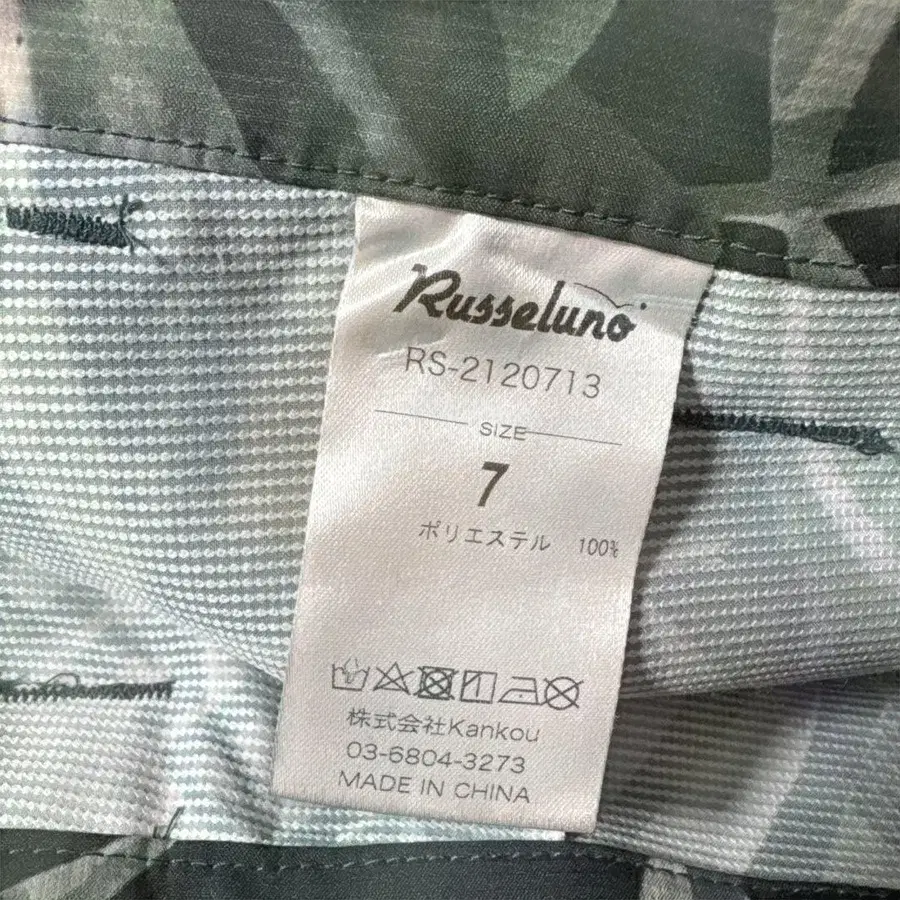 Russeluno
RS-2120713
SIZE
7
ポリエステル 100%
株式会社Kankou
03-6804-3273
MADE IN CHINA